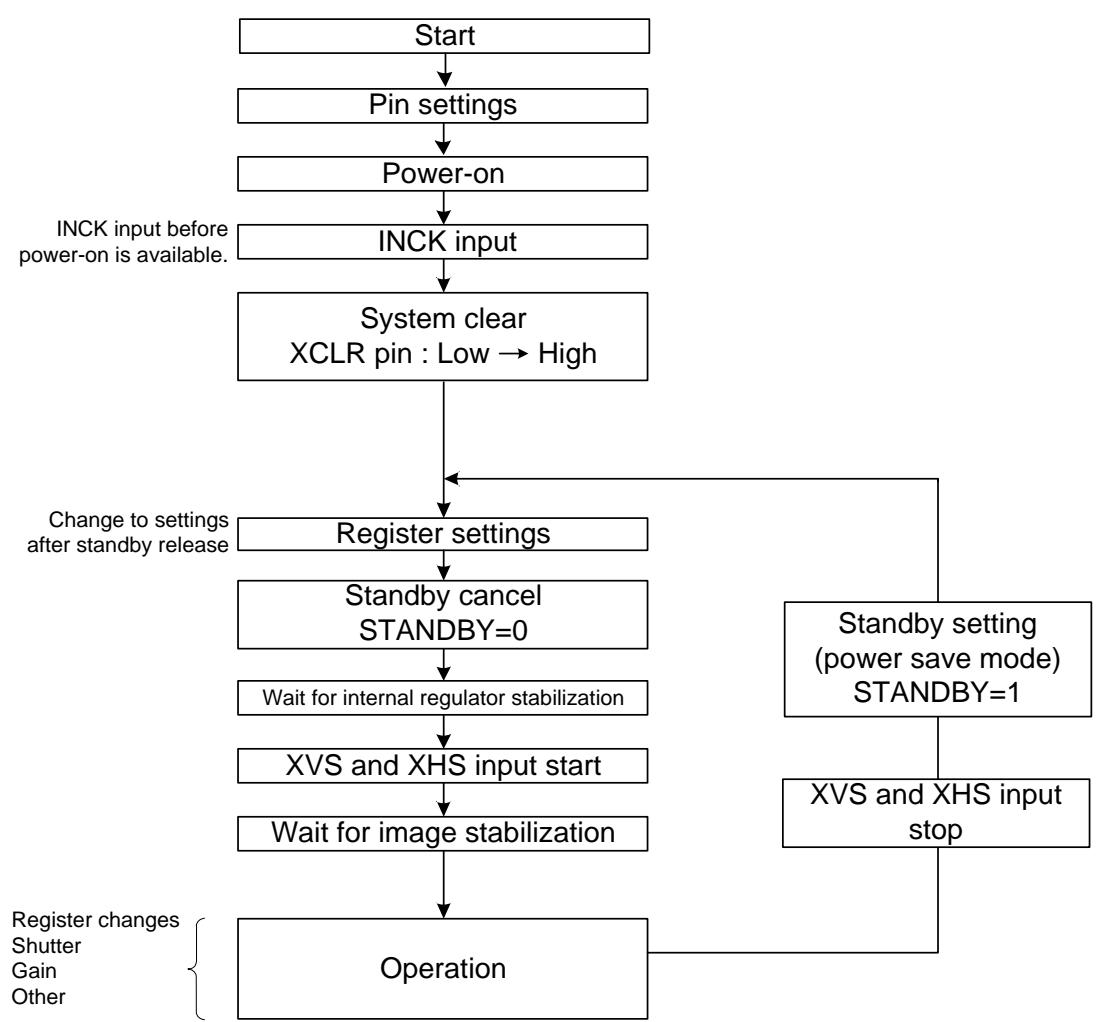 Start
Pin settings
Power-on
INCK input before
power-on is available.
INCK input
System clear
XCLR pin : Low → High
Change to settings
after standby release
Register settings
Standby cancel
STANDBY=0
Wait for internal regulator stabilization
XVS and XHS input start
Wait for image stabilization
Register changes
Shutter
Gain
Other
Operation
Standby setting
(power save mode)
STANDBY=1
XVS and XHS input
stop